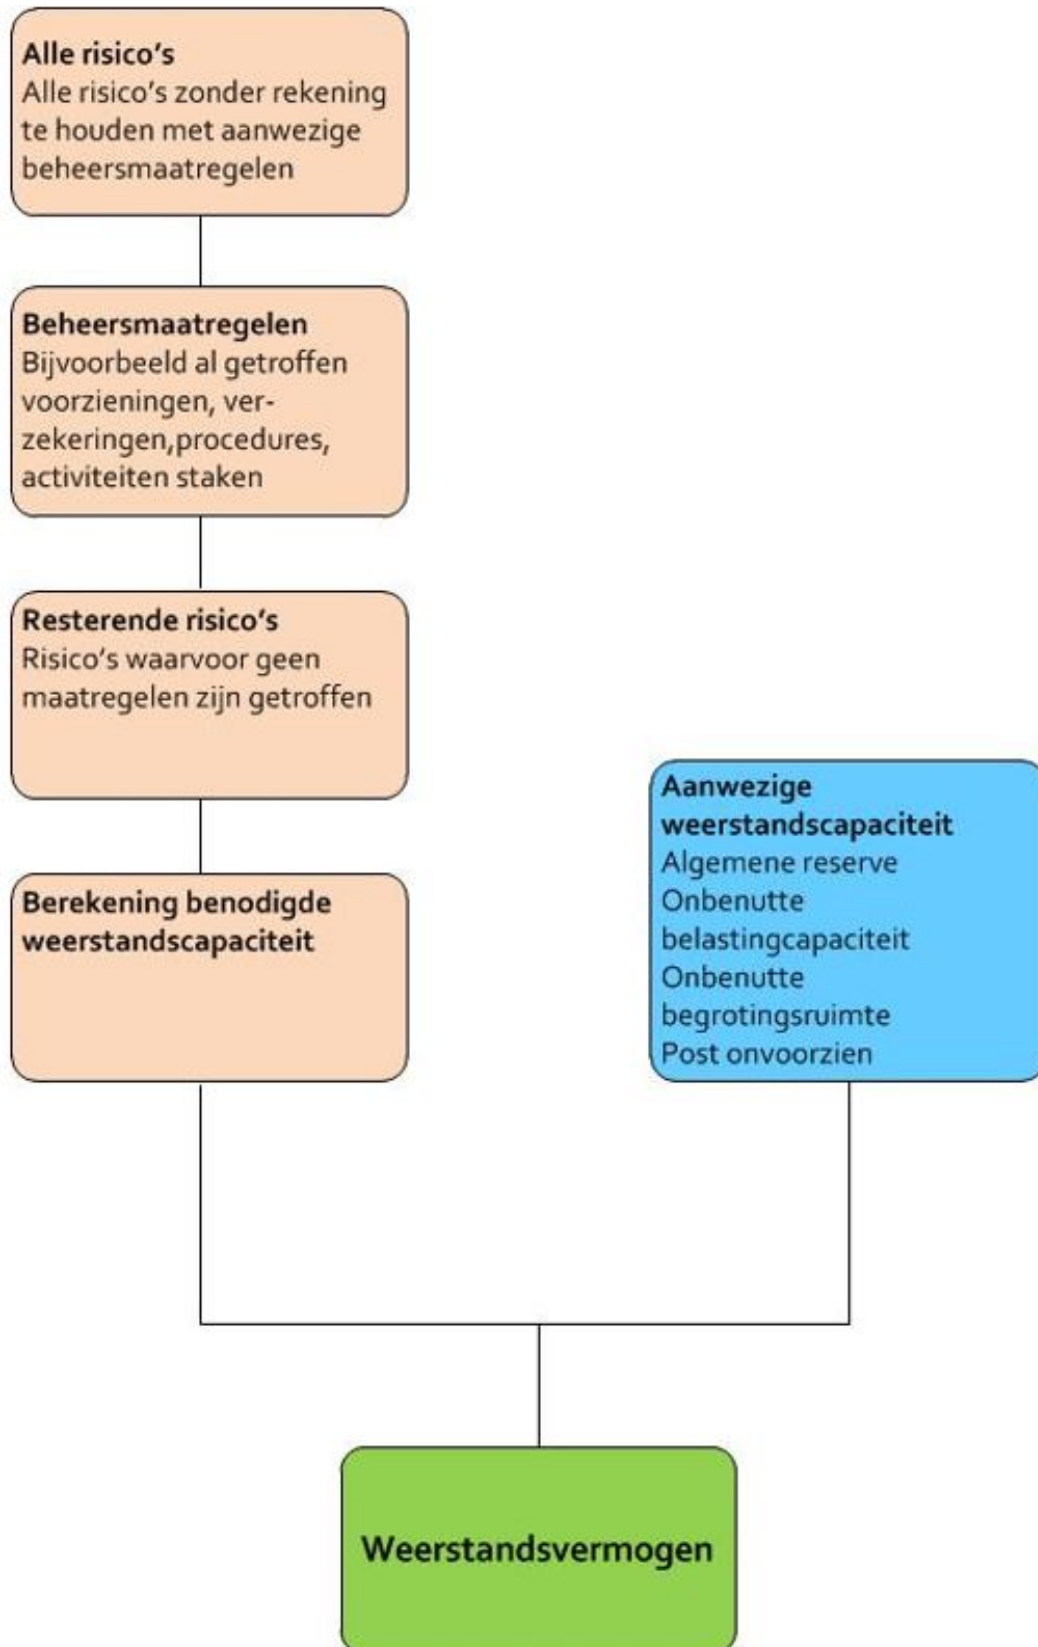 Alle risico's
Alle risico's zonder rekening
te houden met aanwezige
beheersmaatregelen
Beheersmaatregelen
Bijvoorbeeld al getroffen
voorzieningen, ver-
zekeringen,procedures,
activiteiten staken
Resterende risico's
Risico's waarvoor geen
maatregelen zijn getroffen
Berekening benodigde
weerstandscapaciteit
Aanwezige
weerstandscapaciteit
Algemene reserve
Onbenutte
belastingcapaciteit
Onbenutte
begrotingsruimte
Post onvoorzien
Weerstandsvermogen